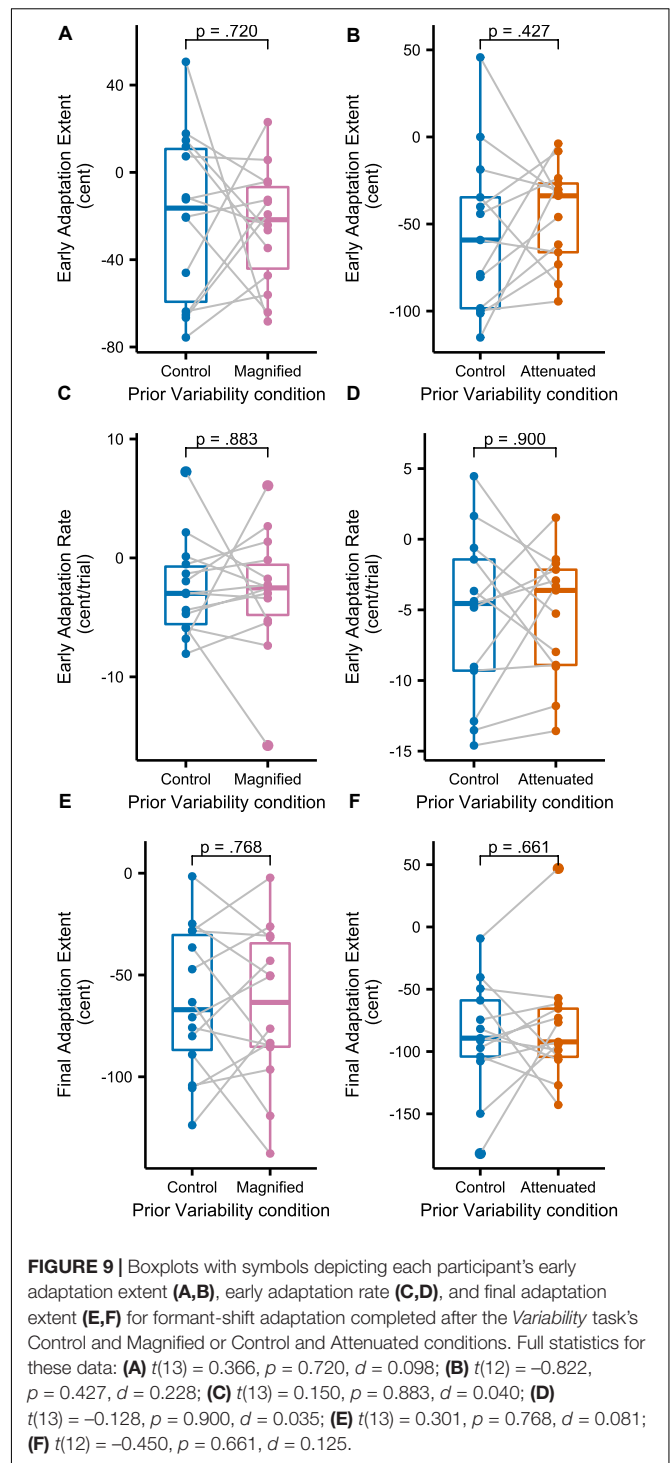 A
p = .720
40
0
-40
-80
Early Adaptation Extent
(cent)
Control
Magnified
Prior Variability condition
B
p = .427
50
0
-50
-100
Early Adaptation Extent
(cent)
Control
Attenuated
Prior Variability condition
C
p = .883
10
0
-10
Early Adaptation Rate
(cent/trial)
Control
Magnified
Prior Variability condition
D
p = .900
5
0
-5
-10
-15
Early Adaptation Rate
(cent/trial)
Control
Attenuated
Prior Variability condition
E
p = .768
0
-50
-100
Final Adaptation Extent
(cent)
Control
Magnified
Prior Variability condition
F
p = .661
50
0
-50
-100
-150
Final Adaptation Extent
(cent)
Control
Attenuated
Prior Variability condition
FIGURE 9 | Boxplots with symbols depicting each participant's early
adaptation extent (A,B), early adaptation rate (C,D), and final adaptation
extent (E,F) for formant-shift adaptation completed after the Variability task's
Control and Magnified or Control and Attenuated conditions. Full statistics for
these data: (A) t(13) = 0.366, p = 0.720, d = 0.098; (B) t(12) = –0.822,
p = 0.427, d = 0.228; (C) t(13) = 0.150, p = 0.883, d = 0.040; (D)
t(13) = –0.128, p = 0.900, d = 0.035; (E) t(13) = 0.301, p = 0.768, d = 0.081;
(F) t(12) = –0.450, p = 0.661, d = 0.125.